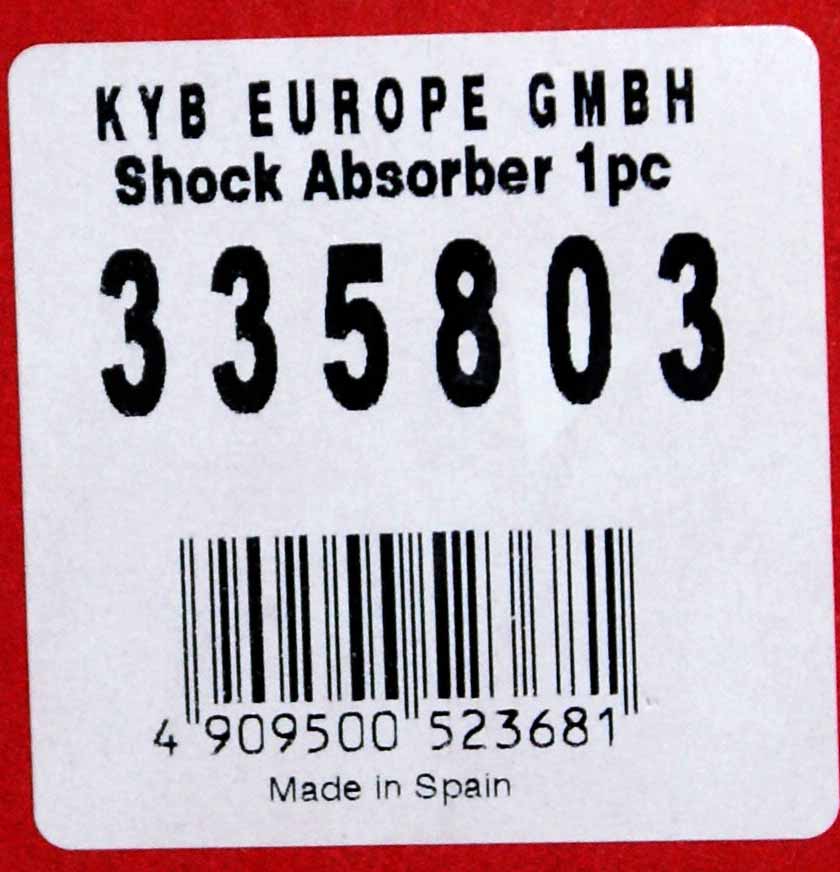 KYB EUROPE GMBH
Shock Absorber 1pc
335803
4 909500 523681
Made in Spain